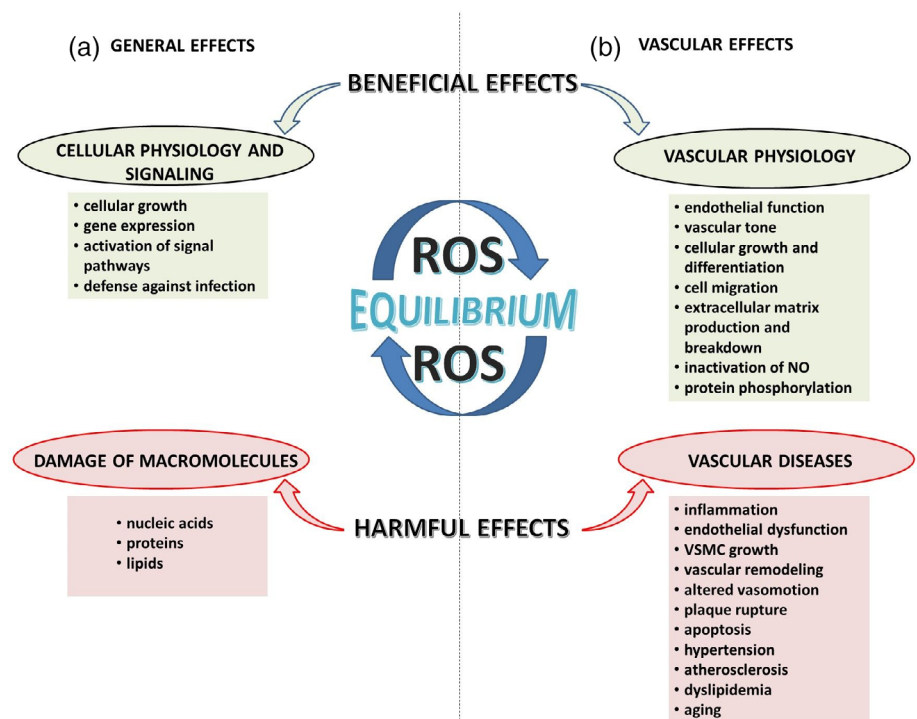 (a) GENERAL EFFECTS
(b) VASCULAR EFFECTS
BENEFICIAL EFFECTS
CELLULAR PHYSIOLOGY AND
SIGNALING
• cellular growth
• gene expression
• activation of signal
pathways
• defense against infection
VASCULAR PHYSIOLOGY
• endothelial function
• vascular tone
• cellular growth and
differentiation
• cell migration
• extracellular matrix
production and
breakdown
• inactivation of NO
• protein phosphorylation
ROS
EQUILIBRIUM
ROS
DAMAGE OF MACROMOLECULES
• nucleic acids
• proteins
• lipids
HARMFUL EFFECTS
VASCULAR DISEASES
• inflammation
• endothelial dysfunction
• VSMC growth
• vascular remodeling
• altered vasomotion
• plaque rupture
• apoptosis
• hypertension
• atherosclerosis
• dyslipidemia
• aging